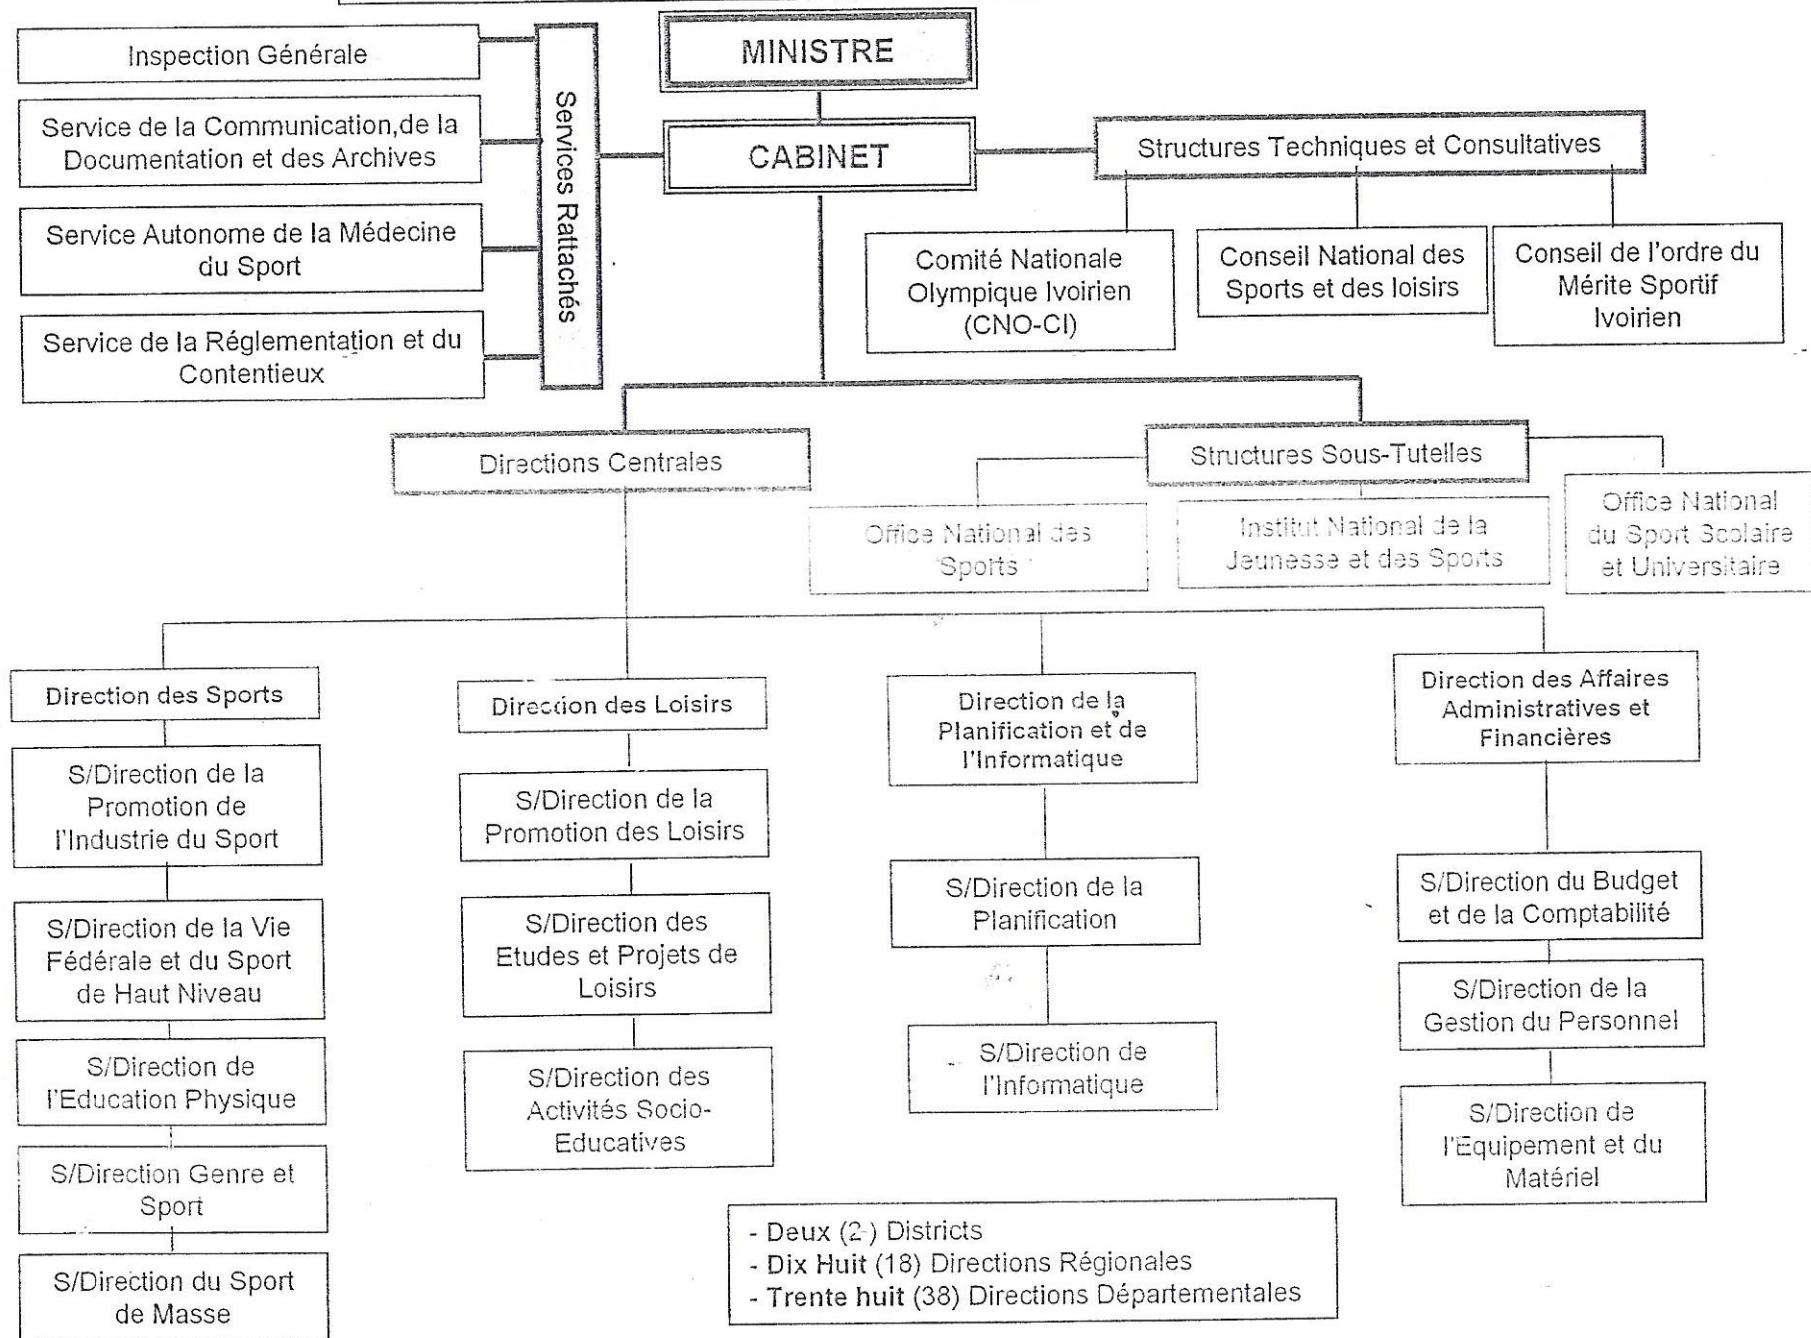 MINISTRE
CABINET
Inspection Générale
Service de la Communication,de la
Documentation et des Archives
Service Autonome de la Médecine
du Sport
Service de la Réglementation et du
Contentieux
Services Rattachés
Structures Techniques et Consultatives
Comité Nationale
Olympique Ivoirien
(CNO-CI)
Conseil National des
Sports et des loisirs
Conseil de l'ordre du
Mérite Sportif
Ivoirien
Directions Centrales
Structures Sous-Tutelles
Office National des
Sports
Institut National de la
Jeunesse et des Sports
Office National
du Sport Scolaire
et Universitaire
Direction des Sports
S/Direction de la
Promotion de
l'Industrie du Sport
S/Direction de la Vie
Fédérale et du Sport
de Haut Niveau
S/Direction de
l'Education Physique
S/Direction Genre et
Sport
S/Direction du Sport
de Masse
Direction des Loisirs
S/Direction de la
Promotion des Loisirs
S/Direction des
Etudes et Projets de
Loisirs
S/Direction des
Activités Socio-
Educatives
Direction de la
Planification et de
l'Informatique
S/Direction de la
Planification
S/Direction de
l'Informatique
Direction des Affaires
Administratives et
Financières
S/Direction du Budget
et de la Comptabilité
S/Direction de la
Gestion du Personnel
S/Direction de
l'Equipement et du
Matériel
- Deux (2-) Districts
- Dix Huit (18) Directions Régionales
- Trente huit (38) Directions Départementales